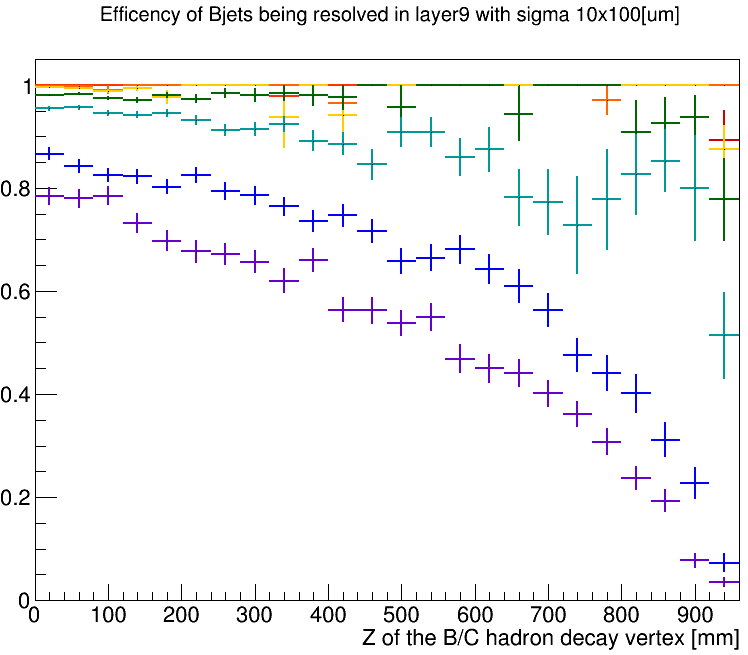 Efficency of Bjets being resolved in layer9 with sigma 10x100[um]
1
0.8
0.6
0.4
0.2
0
0 100 200 300 400 500 600 700 800 900
Z of the B/C hadron decay vertex [mm]